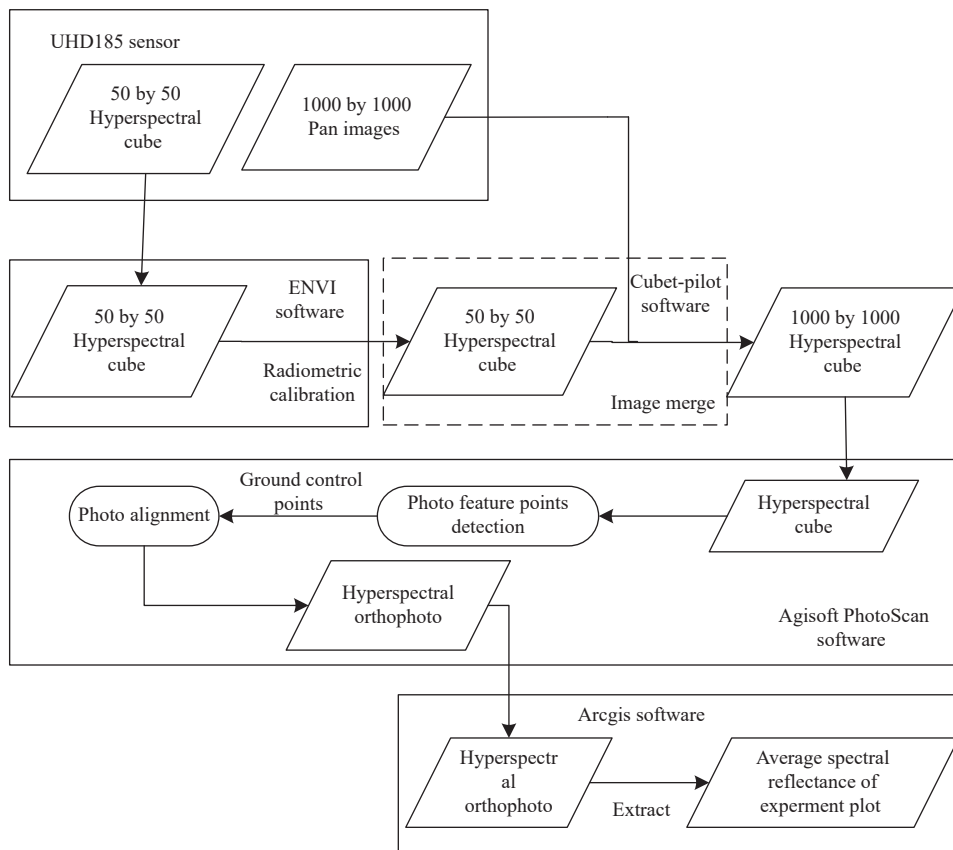 UHD185 sensor
50 by 50
Hyperspectral
cube
1000 by 1000
Pan images
50 by 50
Hyperspectral
cube
ENVI
software
Radiometric
calibration
50 by 50
Hyperspectral
cube
Cubet-pilot
software
Image merge
1000 by 1000
Hyperspectral
cube
Hyperspectral
cube
Photo feature points
detection
Ground control
points
Photo alignment
Hyperspectral
orthophoto
Agisoft PhotoScan
software
Arcgis software
Hyperspectr
al
orthophoto
Extract
Average spectral
reflectance of
experment plot